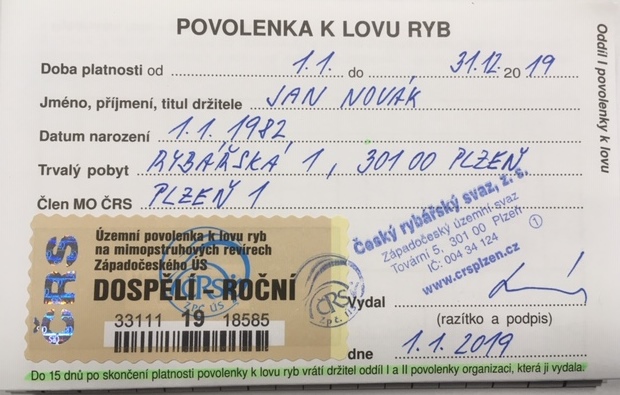 POVOLENKA K LOVU RYB
Doba platnosti od 1.1. do 31.12. 2019
Jméno, příjmení, titul držitele JAN NOVÁK
Datum narození 1.1.1982
Trvalý pobyt RYBAŘSKÁ 1, 301 00 PLZEŇ
Člen MO ČRS PLZEŇ 1
Oddíl I povolenky k lovu
Český rybářský svaz, z. s.
Západočeský územní svaz
Tovární 5, 301 00 Plzeň
IČ: 004 34 124
www.crsplzen.cz
1
ČRS
Územní povolenka k lovu ryb
na mimopstruhových revírech
Západočeského ÚS
DOSPĚLÍ ROČNÍ
33111 19 18585
ČRS
Vydal
(razítko a podpis)
dne 1.1.2019
Do 15 dnů po skončení platnosti povolenky k lovu ryb vrátí držitel oddíl I a II povolenky organizaci, která ji vydala.